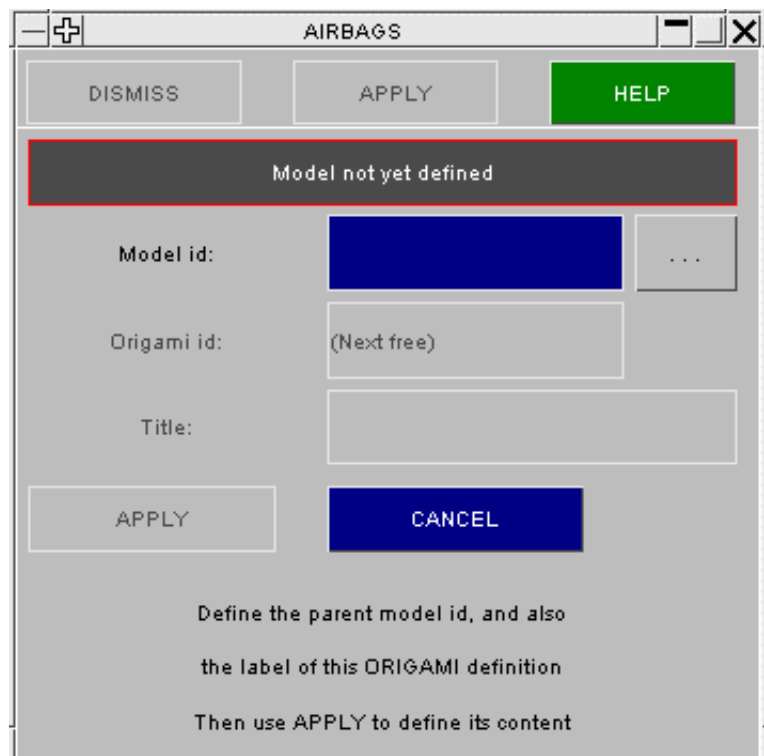 AIRBAGS
DISMISS APPLY HELP
Model not yet defined
Model id: ...
Origami id: (Next free)
Title:
APPLY CANCEL
Define the parent model id, and also
the label of this ORIGAMI definition
Then use APPLY to define its content